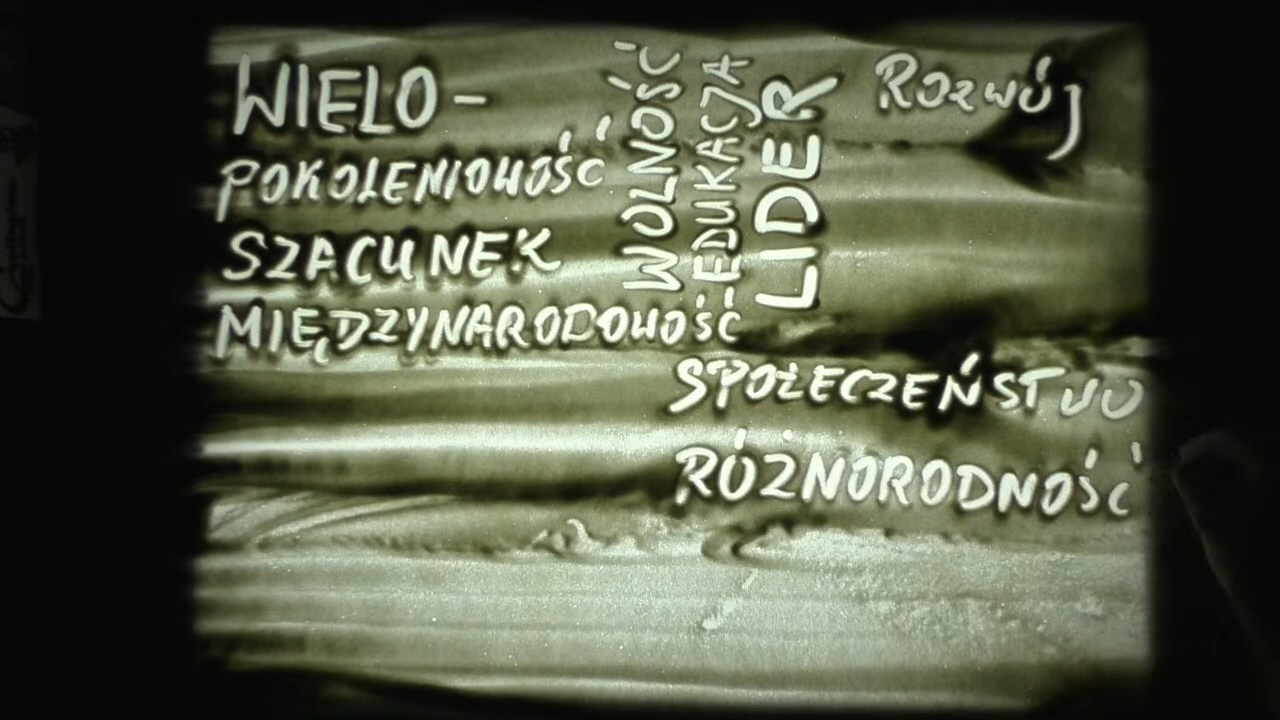 WIELO-
POKOLENIOWOŚĆ
SZACUNEK
MIĘDZYNARODOWOŚĆ
WOLNOŚĆ
EDUKACJA
LIDER
Rozwój
SPOŁECZEŃSTWO
RÓŻNORODNOŚĆ